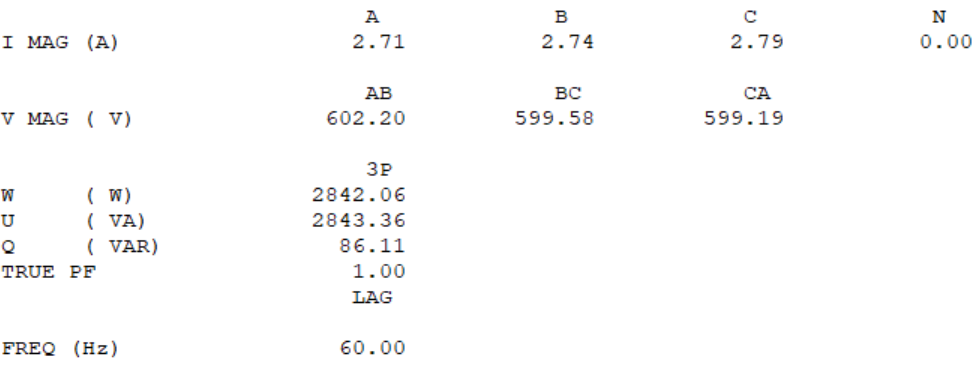 A B C N
I MAG (A) 2.71 2.74 2.79 0.00
AB BC CA
V MAG ( V) 602.20 599.58 599.19
3P
W ( W) 2842.06
U ( VA) 2843.36
Q ( VAR) 86.11
TRUE PF 1.00
LAG
FREQ (Hz) 60.00